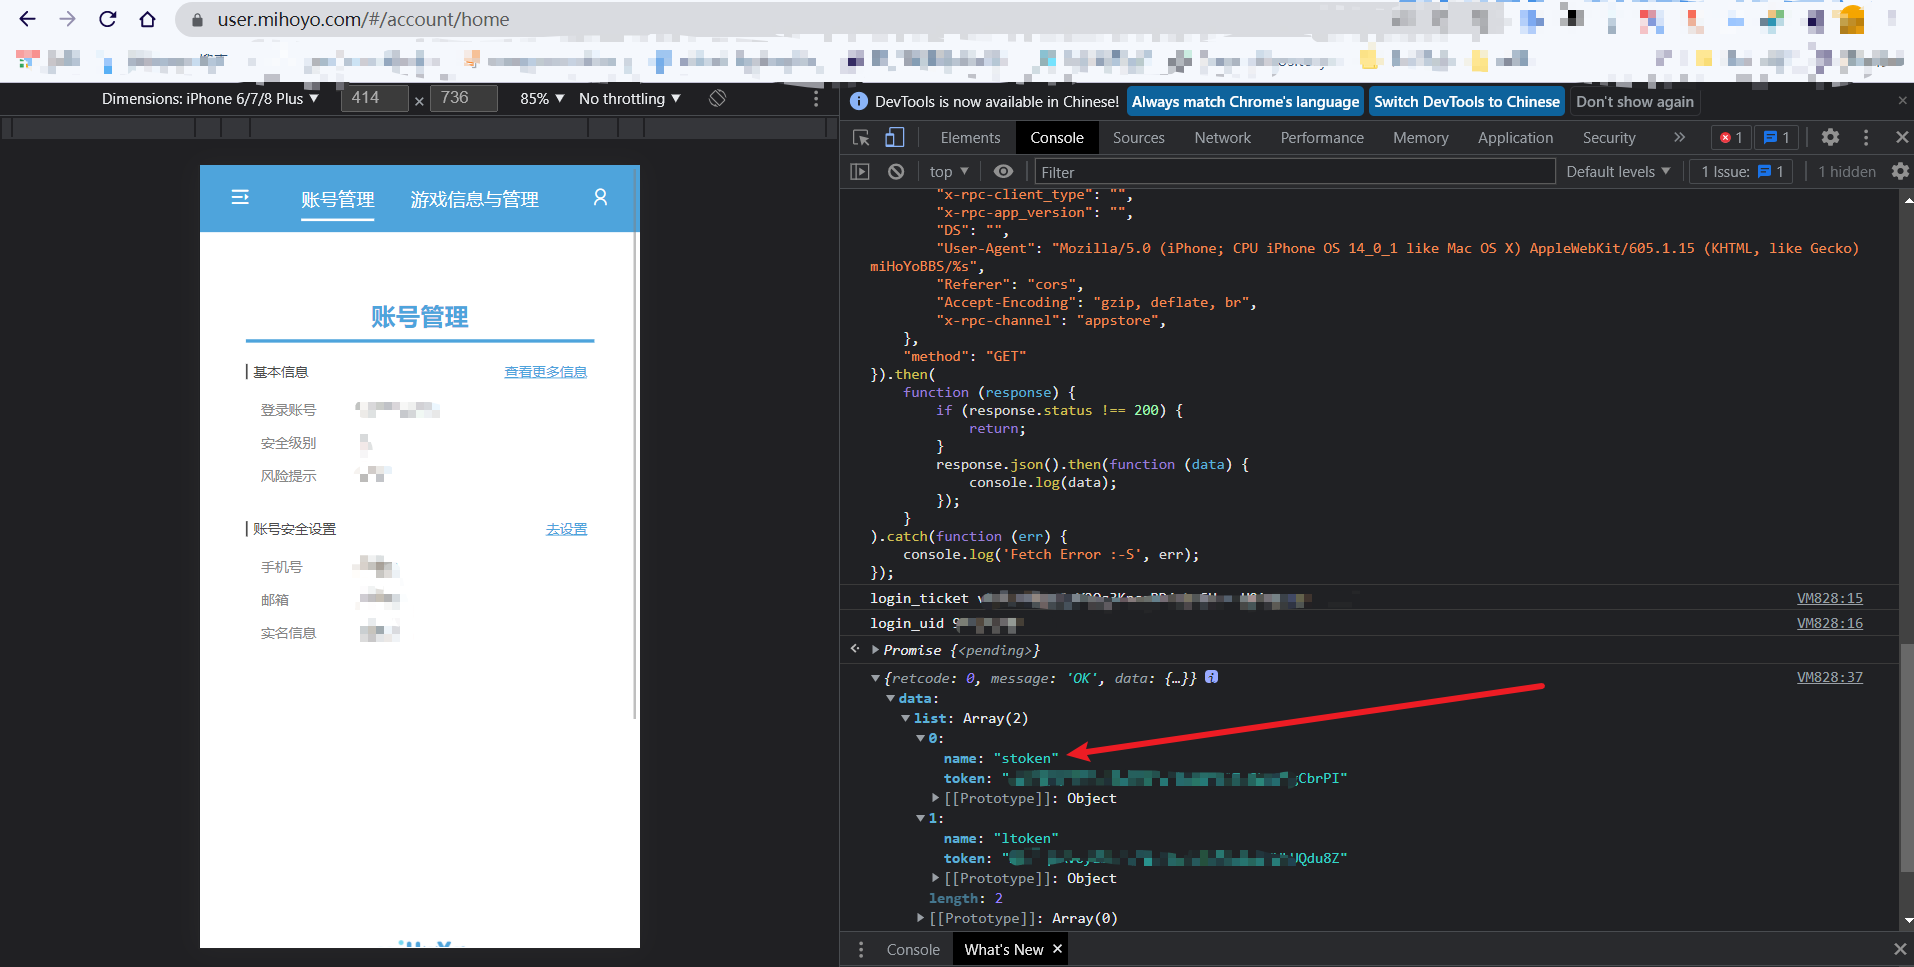 user.mihoyo.com/#/account/home
Dimensions: iPhone 6/7/8 Plus ▼ 414 × 736 85% ▼ No throttling ▼
DevTools is now available in Chinese! Always match Chrome's language Switch DevTools to Chinese Don't show again
Elements Console Sources Network Performance Memory Application Security » 1 1
top ▼ Filter Default levels ▼ 1 Issue: 1 1 hidden
账号管理 游戏信息与管理
账号管理
基本信息 查看更多信息
登录账号
安全级别
风险提示
账号安全设置 去设置
手机号
邮箱
实名信息
"x-rpc-client_type": "",
"x-rpc-app_version": "",
"DS": "",
"User-Agent": "Mozilla/5.0 (iPhone; CPU iPhone OS 14_0_1 like Mac OS X) AppleWebKit/605.1.15 (KHTML, like Gecko)
miHoYoBBS/%s",
"Referer": "cors",
"Accept-Encoding": "gzip, deflate, br",
"x-rpc-channel": "appstore",
},
"method": "GET"
}).then(
function (response) {
if (response.status !== 200) {
return;
}
response.json().then(function (data) {
console.log(data);
});
}
).catch(function (err) {
console.log('Fetch Error :-S', err);
});
login_ticket VM828:15
login_uid 9 VM828:16
Promise {<pending>}
{retcode: 0, message: 'OK', data: {…}} VM828:37
data:
list: Array(2)
0:
name: "stoken"
token: " CbrPI"
[[Prototype]]: Object
1:
name: "ltoken"
token: " UQdu8Z"
[[Prototype]]: Object
length: 2
[[Prototype]]: Array(0)
Console What's New ×